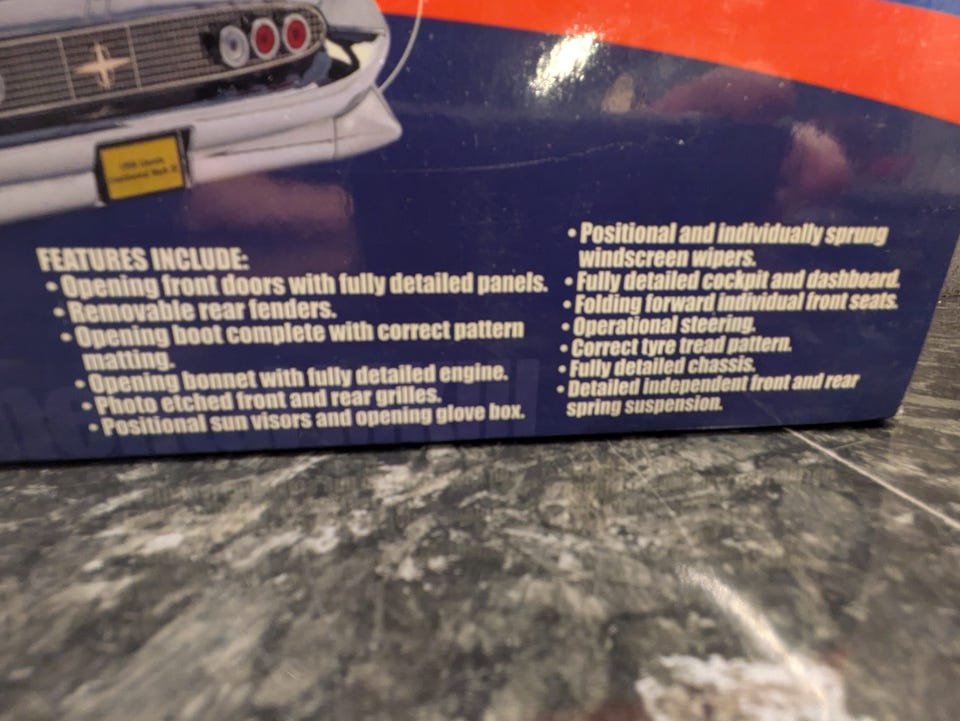 FEATURES INCLUDE:
• Opening front doors with fully detailed panels.
• Removable rear fenders.
• Opening boot complete with correct pattern
matting.
• Opening bonnet with fully detailed engine.
• Photo etched front and rear grilles.
• Positional sun visors and opening glove box.
• Positional and individually sprung
windscreen wipers.
• Fully detailed cockpit and dashboard.
• Folding forward individual front seats.
• Operational steering.
• Correct tyre tread pattern.
• Fully detailed chassis.
• Detailed independent front and rear
spring suspension.